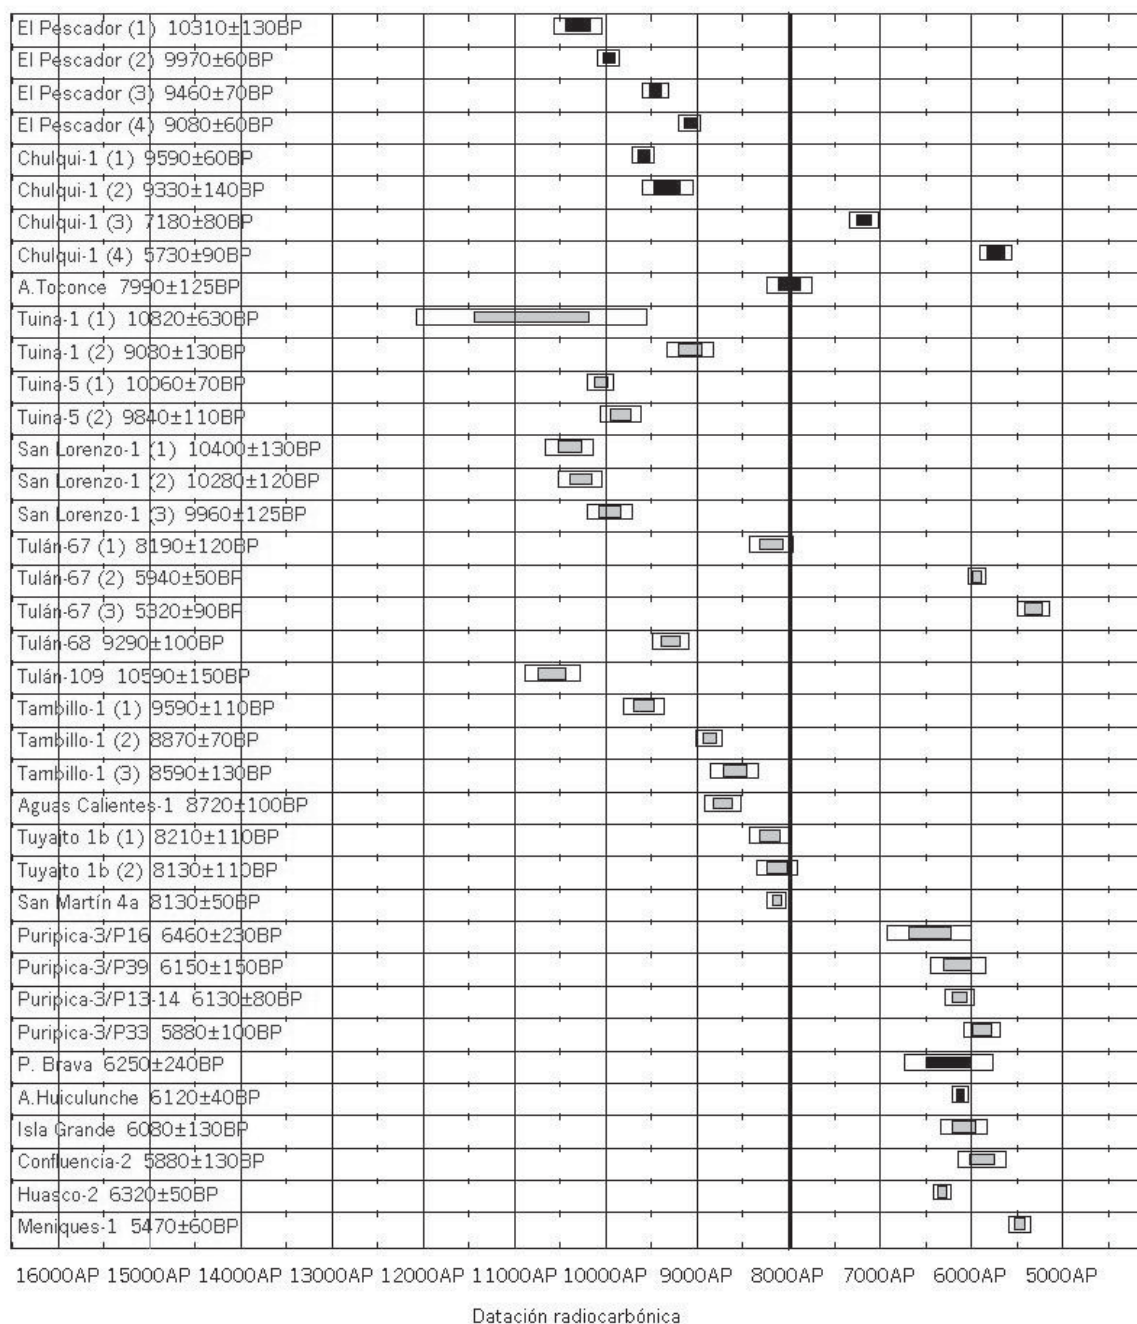 El Pescador (1) 10310±130BP
El Pescador (2) 9970±60BP
El Pescador (3) 9460±70BP
El Pescador (4) 9080±60BP
Chulqui-1 (1) 9590±60BP
Chulqui-1 (2) 9330±140BP
Chulqui-1 (3) 7180±80BP
Chulqui-1 (4) 5730±90BP
A.Toconce 7990±125BP
Tuina-1 (1) 10820±630BP
Tuina-1 (2) 9080±130BP
Tuina-5 (1) 10060±70BP
Tuina-5 (2) 9840±110BP
San Lorenzo-1 (1) 10400±130BP
San Lorenzo-1 (2) 10280±120BP
San Lorenzo-1 (3) 9960±125BP
Tulán-67 (1) 8190±120BP
Tulán-67 (2) 5940±50BP
Tulán-67 (3) 5320±90BP
Tulán-68 9290±100BP
Tulán-109 10590±150BP
Tambillo-1 (1) 9590±110BP
Tambillo-1 (2) 8870±70BP
Tambillo-1 (3) 8590±130BP
Aguas Calientes-1 8720±100BP
Tuyajto 1b (1) 8210±110BP
Tuyajto 1b (2) 8130±110BP
San Martín 4a 8130±50BP
Puripica-3/P16 6460±230BP
Puripica-3/P39 6150±150BP
Puripica-3/P13-14 6130±80BP
Puripica-3/P33 5880±100BP
P. Brava 6250±240BP
A.Huiculunche 6120±40BP
Isla Grande 6080±130BP
Confluencia-2 5880±130BP
Huasco-2 6320±50BP
Meniques-1 5470±60BP
16000AP 15000AP 14000AP 13000AP 12000AP 11000AP 10000AP 9000AP 8000AP 7000AP 6000AP 5000AP
Datación radiocarbónica